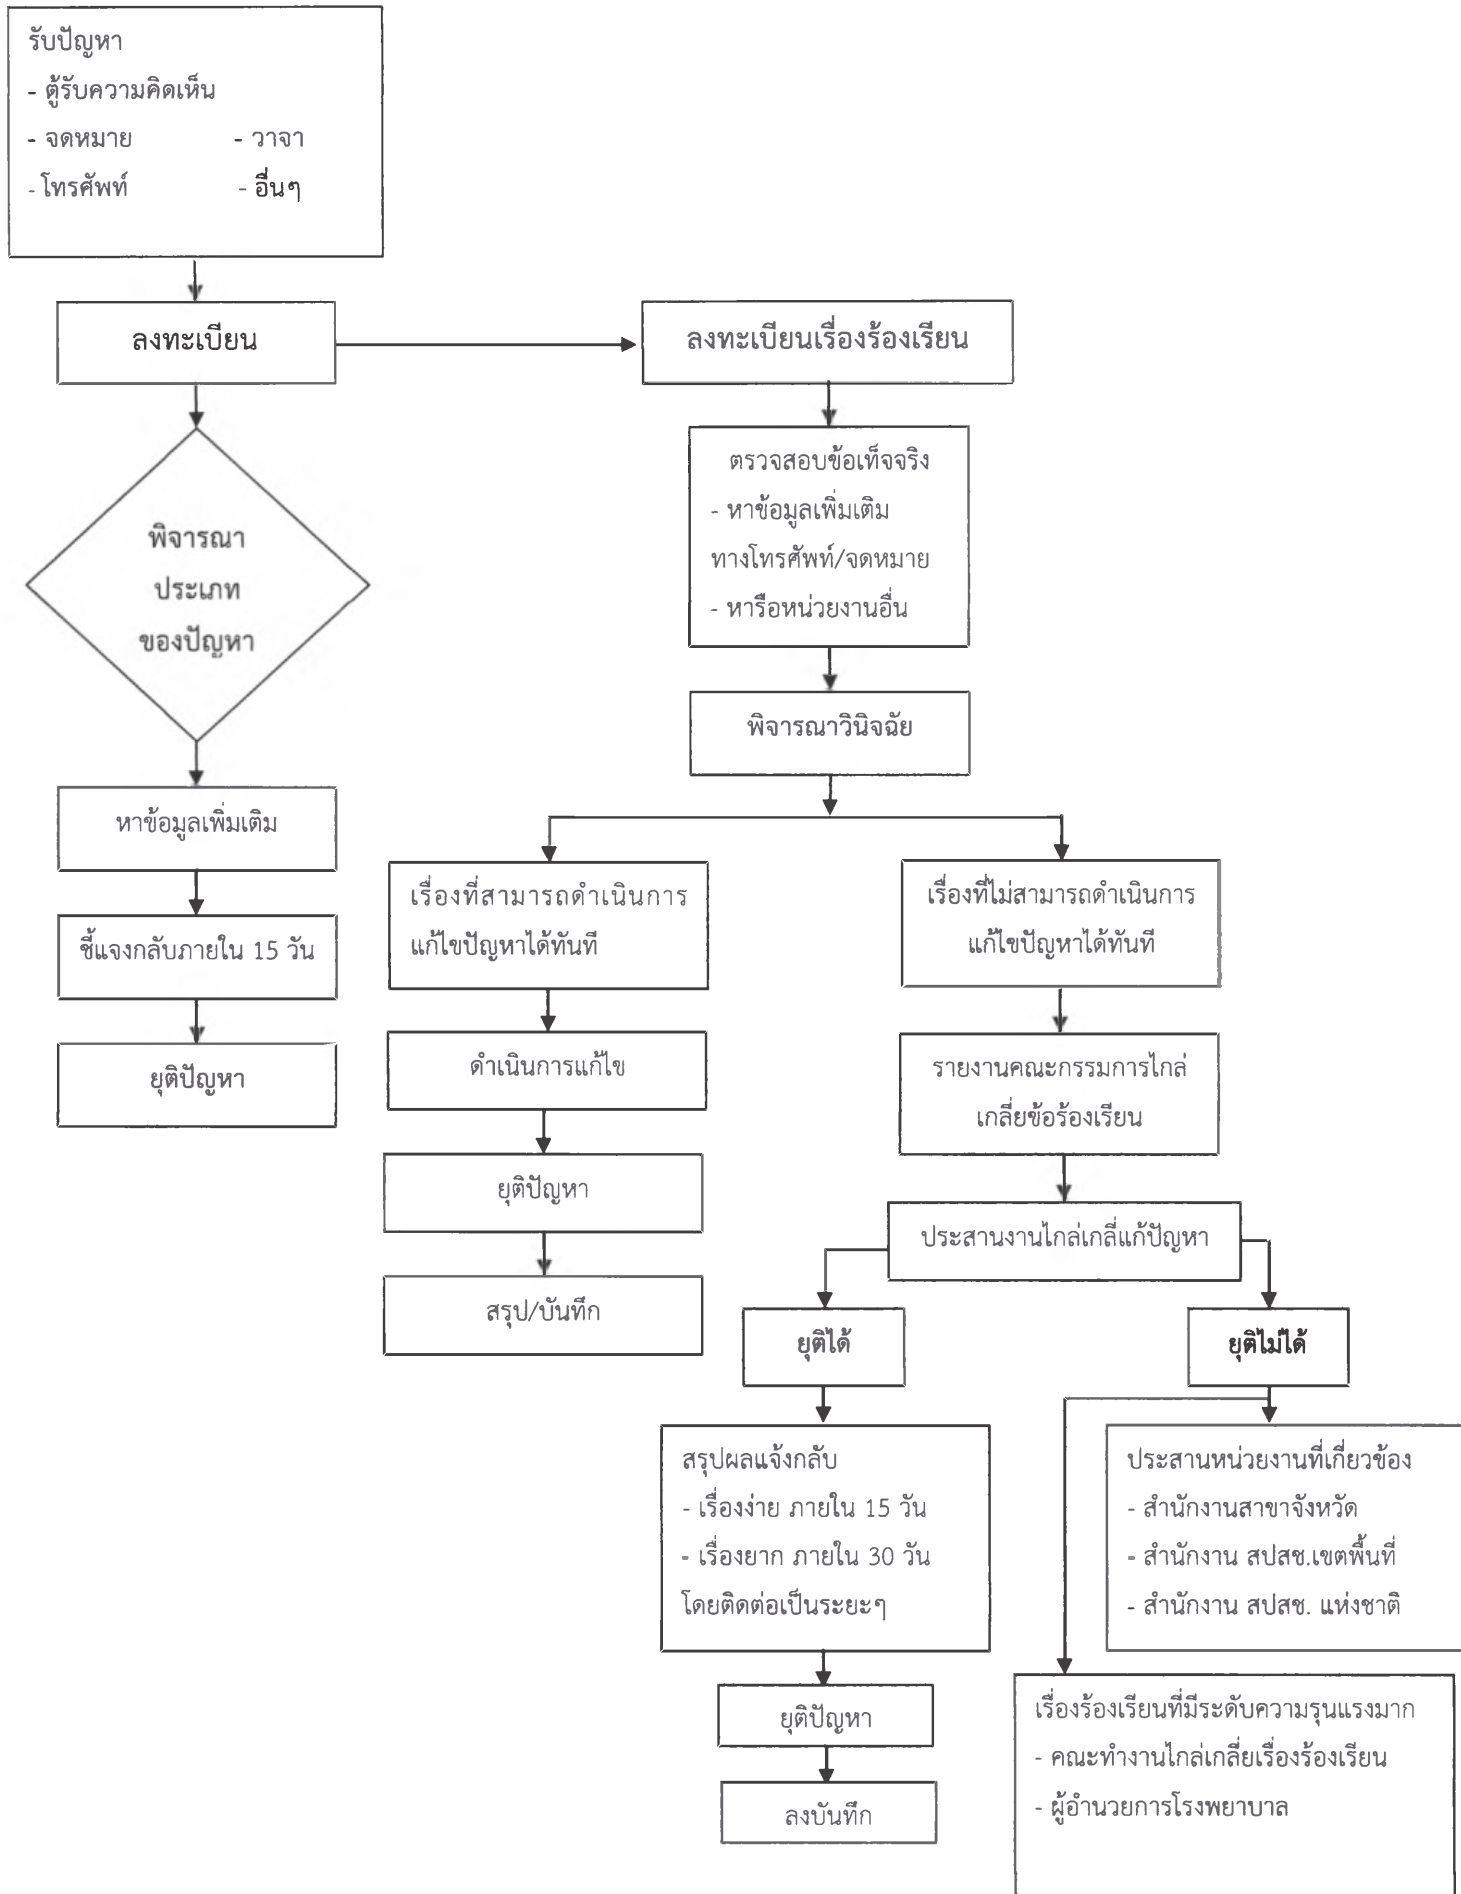 รับปัญหา
- ตู้รับความคิดเห็น
- จดหมาย - วาจา
- โทรศัพท์ - อื่นๆ
ลงทะเบียน
ลงทะเบียนเรื่องร้องเรียน
พิจารณา
ประเภท
ของปัญหา
หาข้อมูลเพิ่มเติม
ชี้แจงกลับภายใน 15 วัน
ยุติปัญหา
ตรวจสอบข้อเท็จจริง
- หาข้อมูลเพิ่มเติม
ทางโทรศัพท์/จดหมาย
- หารือหน่วยงานอื่น
พิจารณาวินิจฉัย
เรื่องที่สามารถดำเนินการ
แก้ไขปัญหาได้ทันที
ดำเนินการแก้ไข
ยุติปัญหา
สรุป/บันทึก
เรื่องที่ไม่สามารถดำเนินการ
แก้ไขปัญหาได้ทันที
รายงานคณะกรรมการไกล่
เกลี่ยข้อร้องเรียน
ประสานงานไกล่เกลี่แก้ปัญหา
ยุติได้
สรุปผลแจ้งกลับ
- เรื่องง่าย ภายใน 15 วัน
- เรื่องยาก ภายใน 30 วัน
โดยติดต่อเป็นระยะๆ
ยุติปัญหา
ลงบันทึก
ยุติไม่ได้
ประสานหน่วยงานที่เกี่ยวข้อง
- สำนักงานสาขาจังหวัด
- สำนักงาน สปสช.เขตพื้นที่
- สำนักงาน สปสช. แห่งชาติ
เรื่องร้องเรียนที่มีระดับความรุนแรงมาก
- คณะทำงานไกล่เกลี่ยเรื่องร้องเรียน
- ผู้อำนวยการโรงพยาบาล